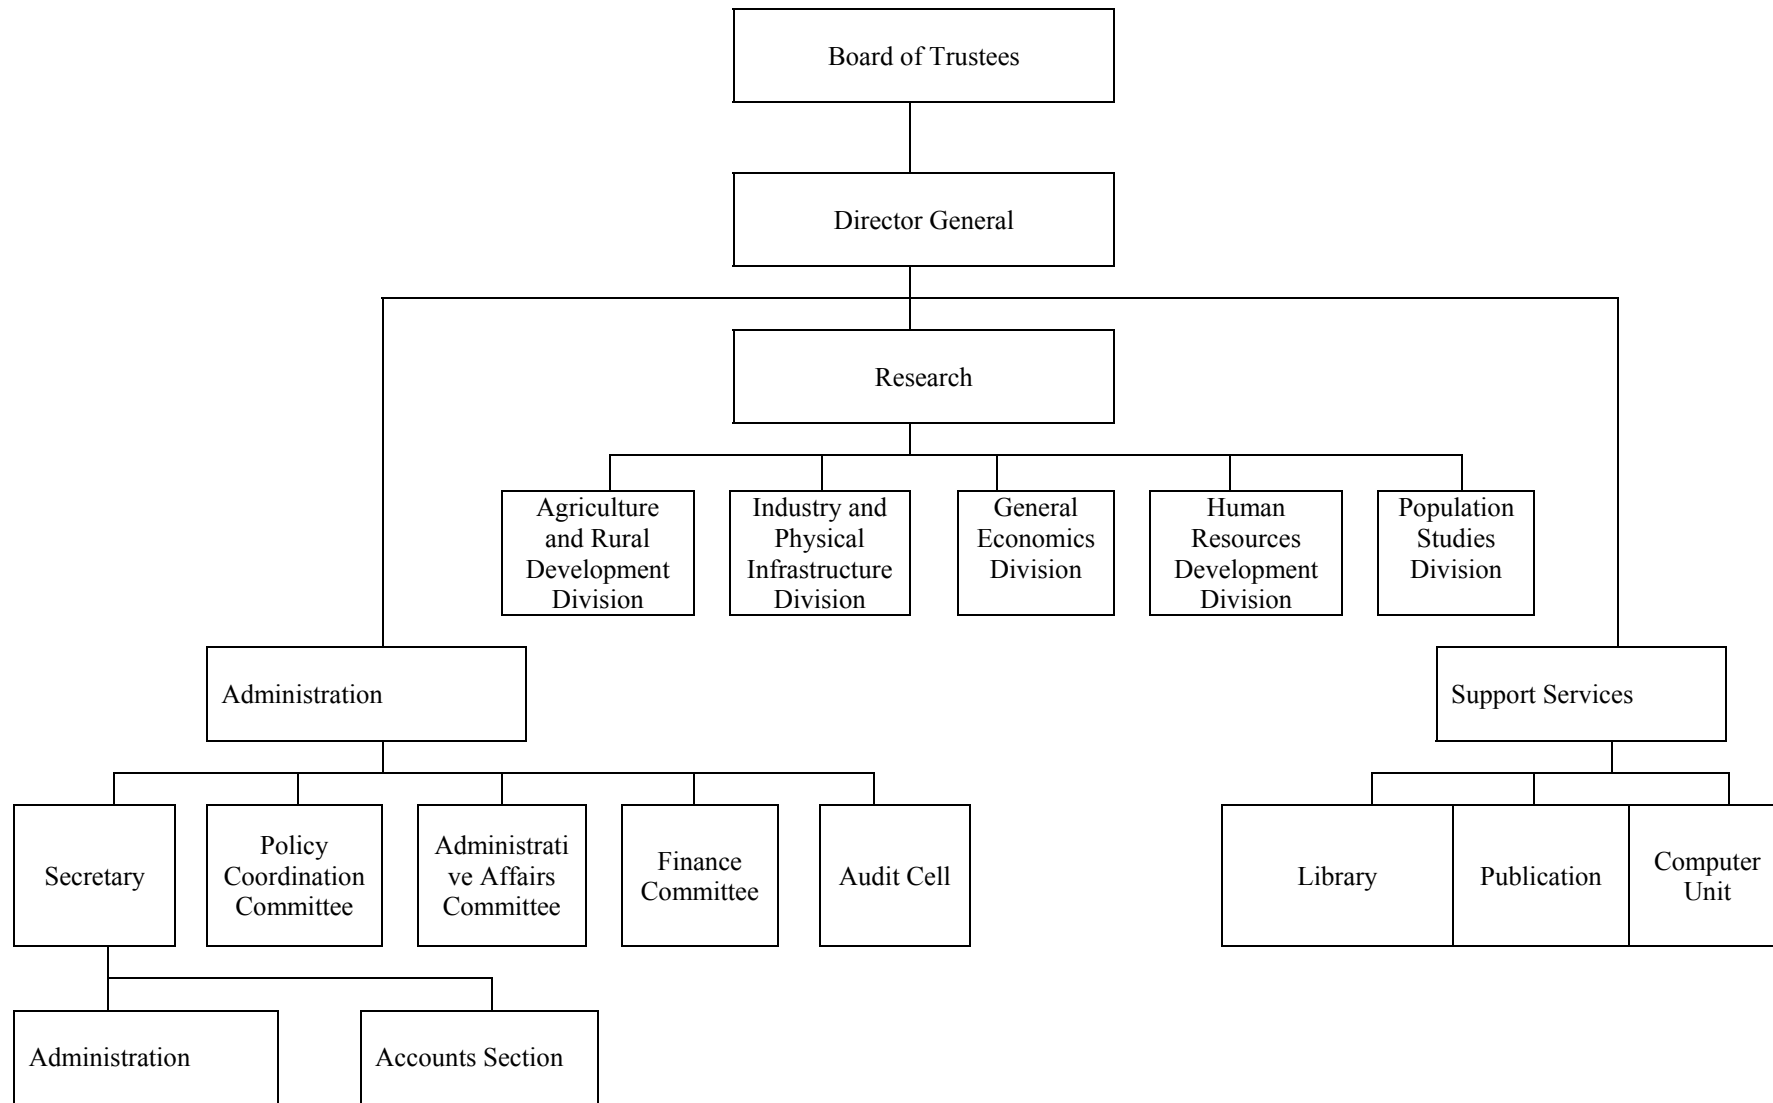 Board of Trustees
Director General
Research
Agriculture
and Rural
Development
Division
Industry and
Physical
Infrastructure
Division
General
Economics
Division
Human
Resources
Development
Division
Population
Studies
Division
Administration
Support Services
Secretary
Policy
Coordination
Committee
Administrati
ve Affairs
Committee
Finance
Committee
Audit Cell
Library
Publication
Computer
Unit
Administration
Accounts Section